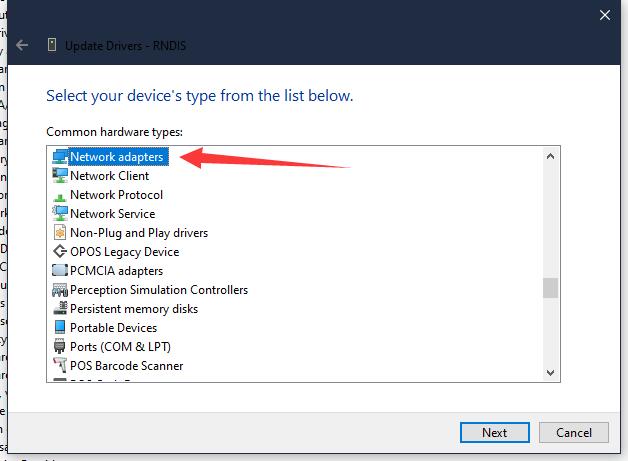 Update Drivers - RNDIS
Select your device's type from the list below.
Common hardware types:
Network adapters
Network Client
Network Protocol
Network Service
Non-Plug and Play drivers
OPOS Legacy Device
PCMCIA adapters
Perception Simulation Controllers
Persistent memory disks
Portable Devices
Ports (COM & LPT)
POS Barcode Scanner
Next
Cancel